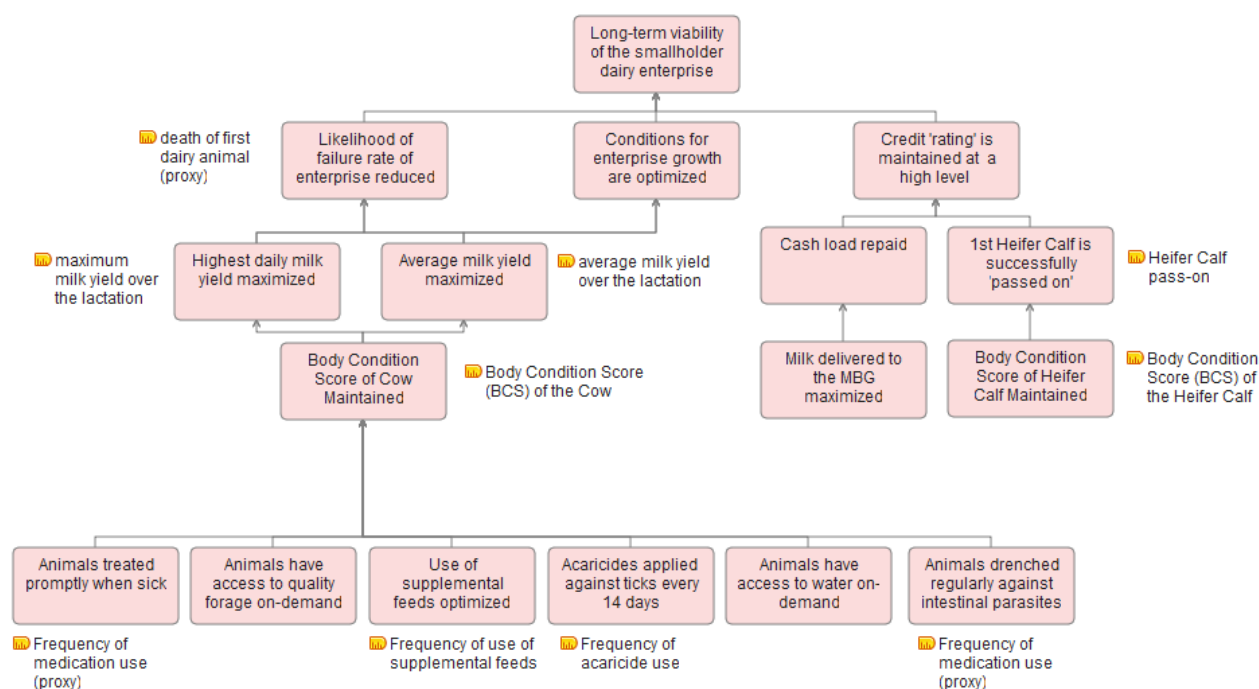 Long-term viability
of the smallholder
dairy enterprise
death of first
dairy animal
(proxy)
Likelihood of
failure rate of
enterprise reduced
Conditions for
enterprise growth
are optimized
Credit 'rating' is
maintained at a
high level
maximum
milk yield over
the lactation
Highest daily milk
yield maximized
Average milk yield
maximized
average milk yield
over the lactation
Cash load repaid
1st Heifer Calf is
successfully
'passed on'
Heifer Calf
pass-on
Body Condition
Score of Cow
Maintained
Body Condition Score
(BCS) of the Cow
Milk delivered to
the MBG
maximized
Body Condition
Score of Heifer
Calf Maintained
Body Condition
Score (BCS) of
the Heifer Calf
Animals treated
promptly when sick
Animals have
access to quality
forage on-demand
Use of
supplemental
feeds optimized
Acaricides applied
against ticks every
14 days
Animals have
access to water on-
demand
Animals drenched
regularly against
intestinal parasites
Frequency of
medication use
(proxy)
Frequency of use of
supplemental feeds
Frequency of
acaricide use
Frequency of
medication use
(proxy)